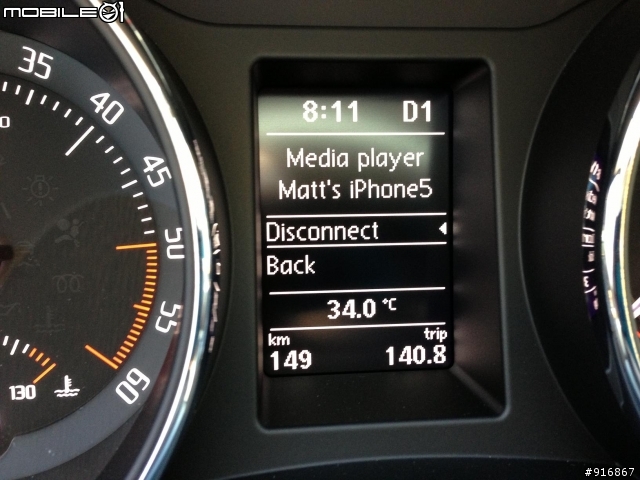 MOBILE01
35
40
45
50
55
60
130
8:11 D1
Media player
Matt's iPhone5
Disconnect
Back
34.0 °C
km trip
149 140.8
#916867